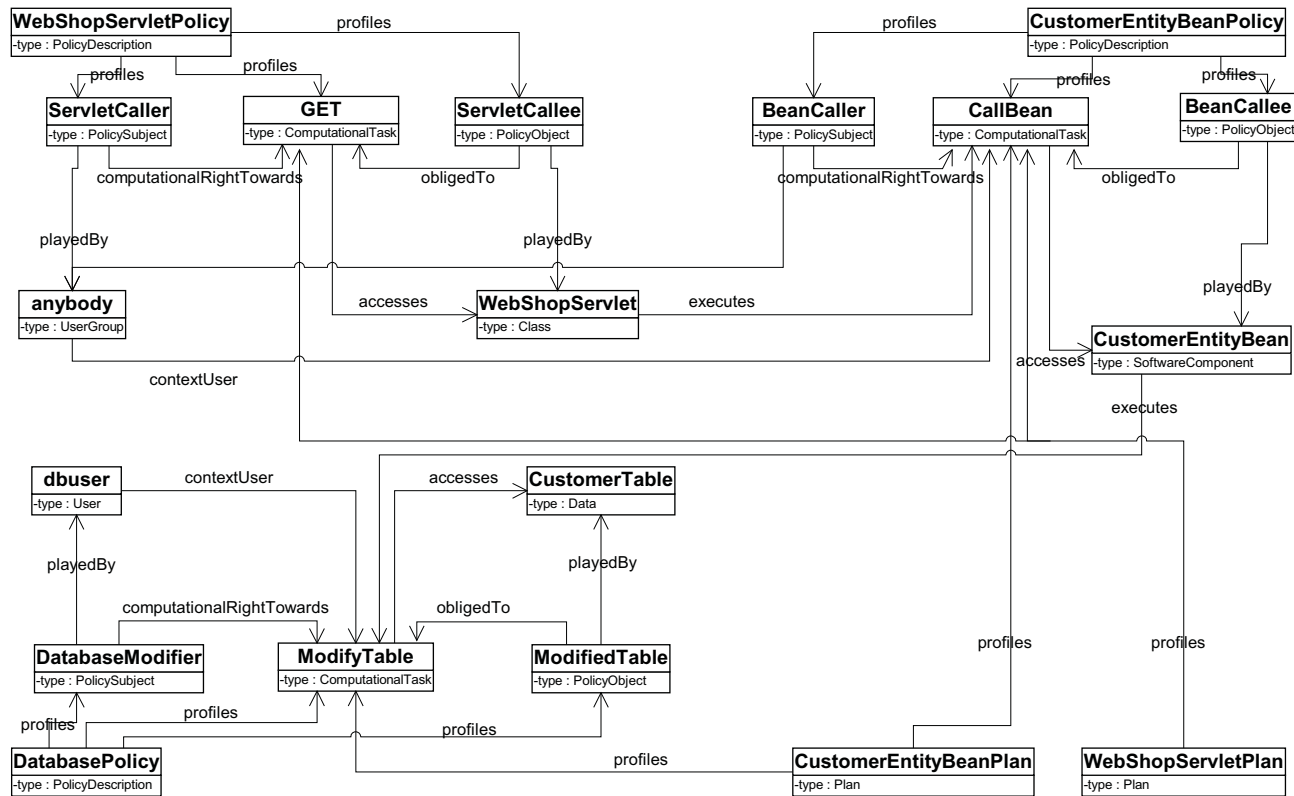 WebShopServletPolicy
-type : PolicyDescription
profiles
CustomerEntityBeanPolicy
-type : PolicyDescription
profiles
profiles
profiles
profiles
profiles
ServletCaller
-type : PolicySubject
GET
-type : ComputationalTask
ServletCallee
-type : PolicyObject
BeanCaller
-type : PolicySubject
CallBean
-type : ComputationalTask
BeanCallee
-type : PolicyObject
computationalRightTowards
obligedTo
computationalRightTowards
obligedTo
playedBy
playedBy
playedBy
anybody
-type : UserGroup
accesses
WebShopServlet
-type : Class
executes
CustomerEntityBean
-type : SoftwareComponent
accesses
contextUser
executes
dbuser
-type : User
contextUser
accesses
CustomerTable
-type : Data
playedBy
playedBy
computationalRightTowards
obligedTo
DatabaseModifier
-type : PolicySubject
ModifyTable
-type : ComputationalTask
ModifiedTable
-type : PolicyObject
profiles
profiles
profiles
profiles
profiles
profiles
DatabasePolicy
-type : PolicyDescription
CustomerEntityBeanPlan
-type : Plan
WebShopServletPlan
-type : Plan